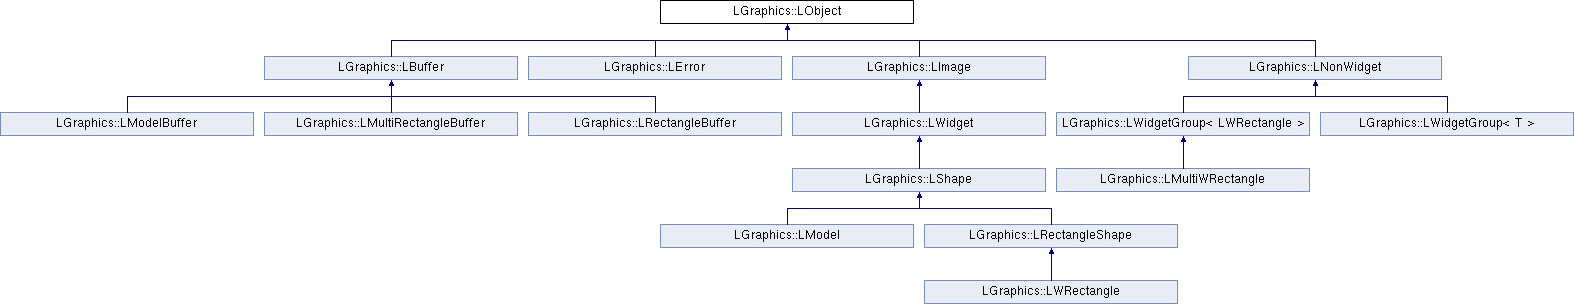 LGraphics::LObject
LGraphics::LBuffer
LGraphics::LError
LGraphics::LImage
LGraphics::LNonWidget
LGraphics::LModelBuffer
LGraphics::LMultiRectangleBuffer
LGraphics::LRectangleBuffer
LGraphics::LWidget
LGraphics::LWidgetGroup< LWRectangle >
LGraphics::LWidgetGroup< T >
LGraphics::LShape
LGraphics::LMultiWRectangle
LGraphics::LModel
LGraphics::LRectangleShape
LGraphics::LWRectangle